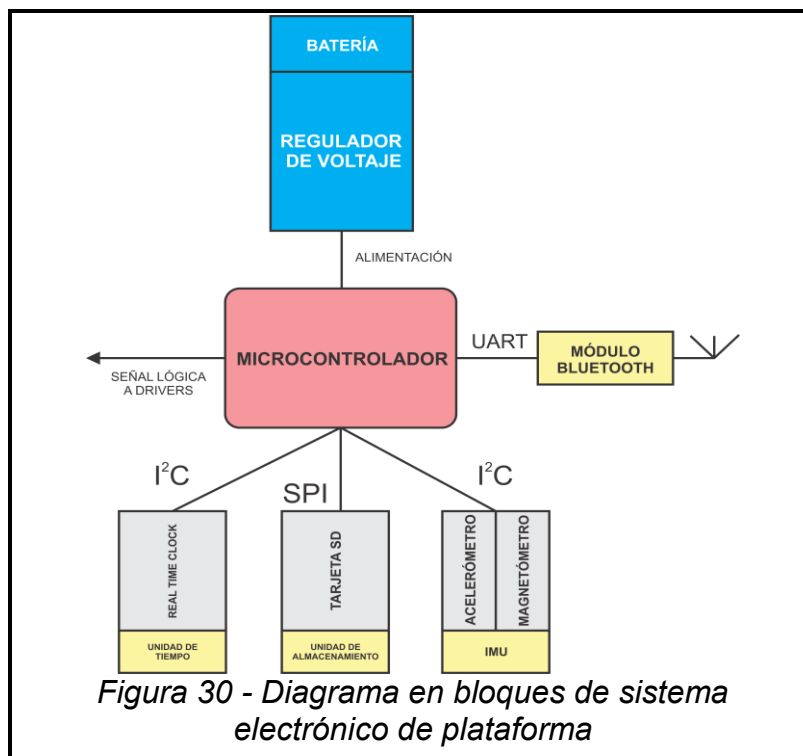 BATERÍA
REGULADOR
DE VOLTAJE
ALIMENTACIÓN
MICROCONTROLADOR
UART
MÓDULO
BLUETOOTH
SEÑAL LÓGICA
A DRIVERS
I²C
SPI
I²C
REAL TIME CLOCK
TARJETA SD
ACELERÓMETRO
MAGNETÓMETRO
UNIDAD DE
TIEMPO
UNIDAD DE
ALMACENAMIENTO
IMU
Figura 30 - Diagrama en bloques de sistema
electrónico de plataforma